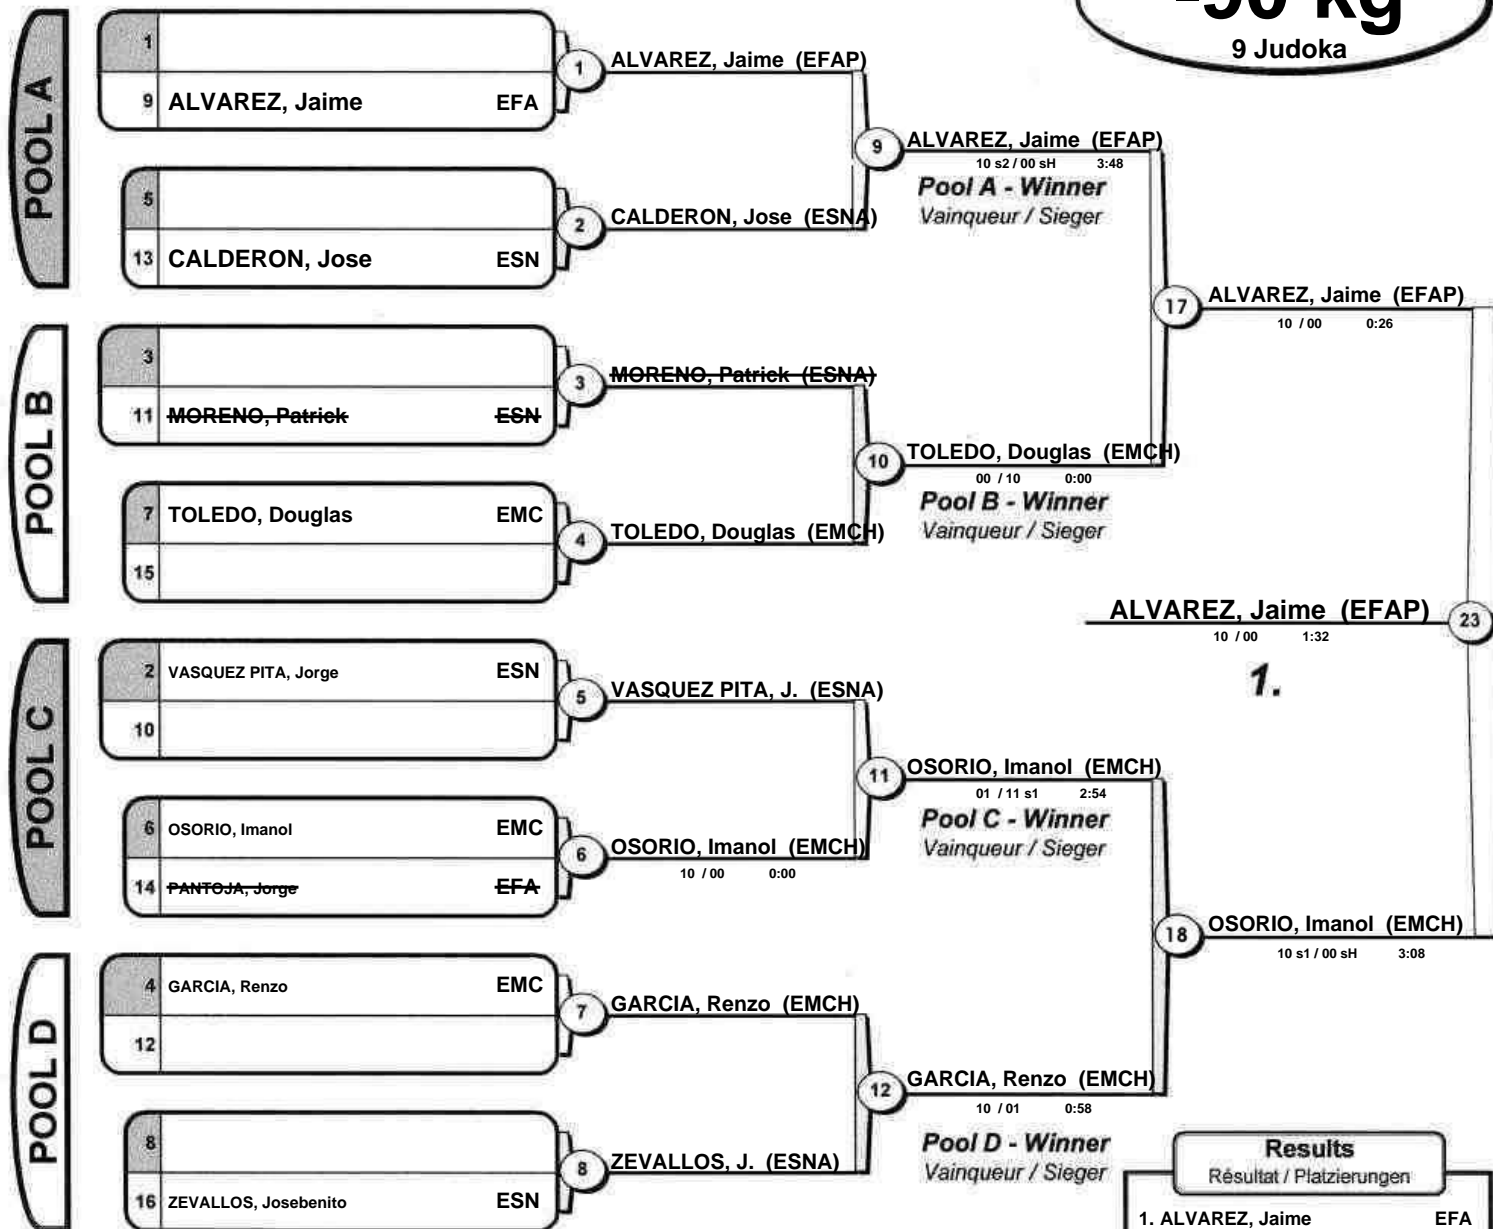 -90 kg
9 Judoka
POOL A
1
9 ALVAREZ, Jaime EFA
1 ALVAREZ, Jaime (EFAP)
5
13 CALDERON, Jose ESN
2 CALDERON, Jose (ESNA)
9 ALVAREZ, Jaime (EFAP)
10 s2 / 00 sH 3:48
Pool A - Winner
Vainqueur / Sieger
POOL B
3
11 MORENO, Patrick ESN
3 MORENO, Patrick (ESNA)
7 TOLEDO, Douglas EMC
15
4 TOLEDO, Douglas (EMCH)
10 TOLEDO, Douglas (EMCH)
00 / 10 0:00
Pool B - Winner
Vainqueur / Sieger
17 ALVAREZ, Jaime (EFAP)
10 / 00 0:26
ALVAREZ, Jaime (EFAP) 23
10 / 00 1:32
1.
POOL C
2 VASQUEZ PITA, Jorge ESN
10
5 VASQUEZ PITA, J. (ESNA)
6 OSORIO, Imanol EMC
14 PANTOJA, Jorge EFA
6 OSORIO, Imanol (EMCH)
10 / 00 0:00
11 OSORIO, Imanol (EMCH)
01 / 11 s1 2:54
Pool C - Winner
Vainqueur / Sieger
POOL D
4 GARCIA, Renzo EMC
12
7 GARCIA, Renzo (EMCH)
8
16 ZEVALLOS, Josebenito ESN
8 ZEVALLOS, J. (ESNA)
12 GARCIA, Renzo (EMCH)
10 / 01 0:58
Pool D - Winner
Vainqueur / Sieger
18 OSORIO, Imanol (EMCH)
10 s1 / 00 sH 3:08
Results
Résultat / Platzierungen
1. ALVAREZ, Jaime EFA